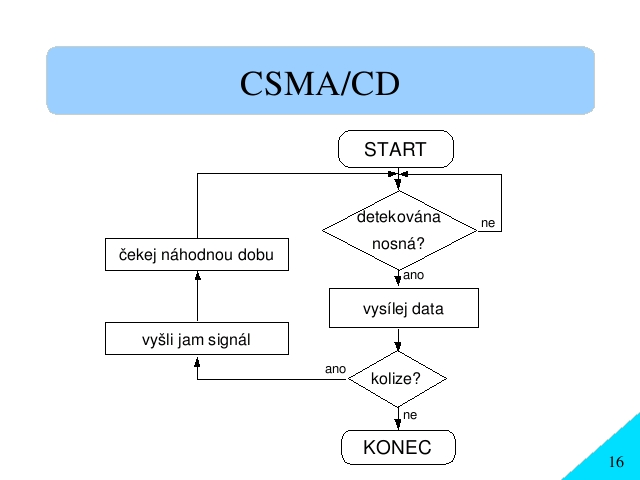 CSMA/CD
START
detekována
nosná?
ne
ano
čekej náhodnou dobu
vysílej data
vyšli jam signál
ano
kolize?
ne
KONEC
16